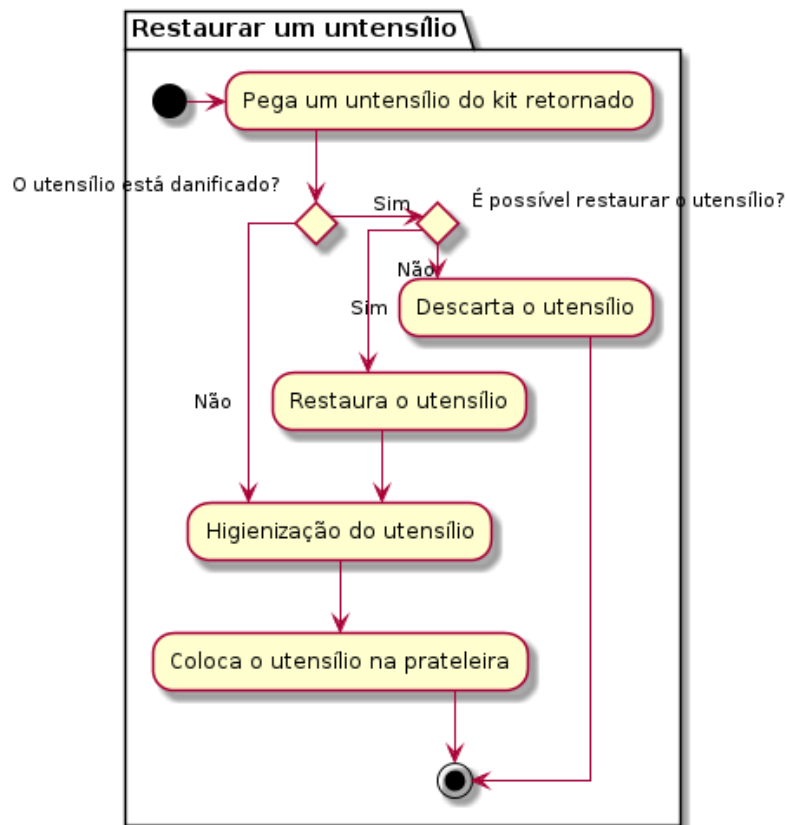 Restaurar um untensílio
Pega um untensílio do kit retornado
O utensílio está danificado?
Sim
É possível restaurar o utensílio?
Não
Descarta o utensílio
Sim
Restaura o utensílio
Não
Higienização do utensílio
Coloca o utensílio na prateleira